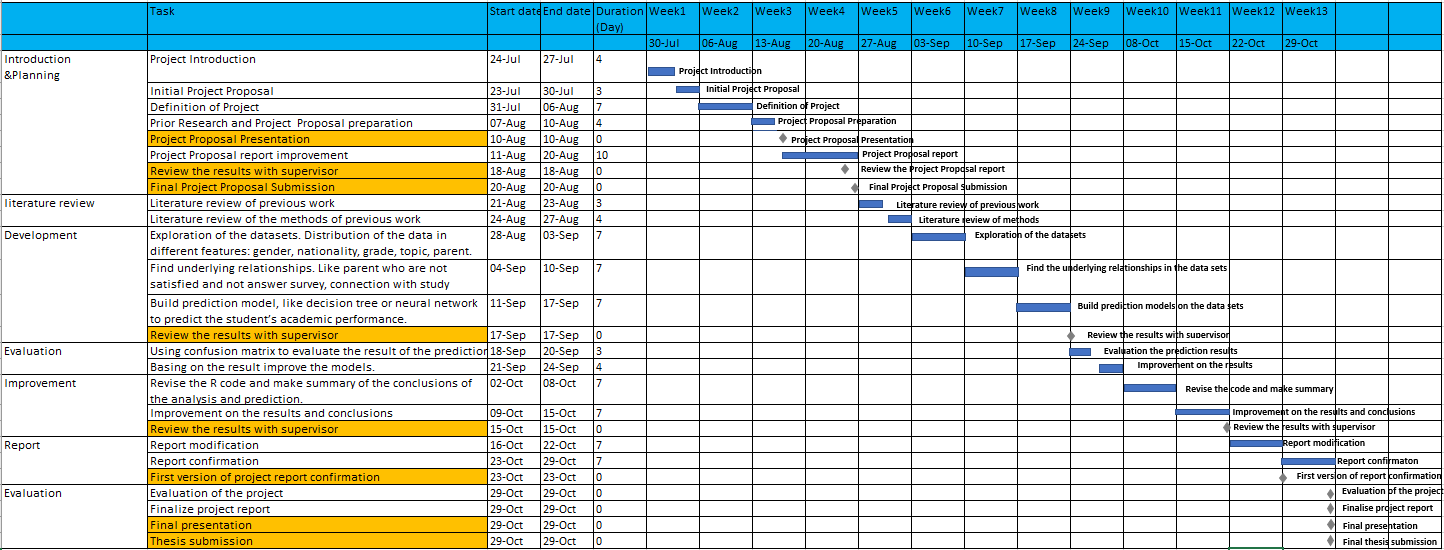 Task Start date End date Duration (Day) Week1 Week2 Week3 Week4 Week5 Week6 Week7 Week8 Week9 Week10 Week11 Week12 Week13
30-Jul 06-Aug 13-Aug 20-Aug 27-Aug 03-Sep 10-Sep 17-Sep 24-Sep 08-Oct 15-Oct 22-Oct 29-Oct
Introduction &Planning Project Introduction 24-Jul 27-Jul 4
Project Introduction
Initial Project Proposal 23-Jul 30-Jul 3 Initial Project Proposal
Definition of Project 31-Jul 06-Aug 7 Definition of Project
Prior Research and Project Proposal preparation 07-Aug 10-Aug 4 Project Proposal Preparation
Project Proposal Presentation 10-Aug 10-Aug 0 Project Proposal Presentation
Project Proposal report improvement 11-Aug 20-Aug 10 Project Proposal report
Review the results with supervisor 18-Aug 18-Aug 0 Review the Project Proposal report
Final Project Proposal Submission 20-Aug 20-Aug 0 Final Project Proposal Submission
literature review Literature review of previous work 21-Aug 23-Aug 3 Literature review of previous work
Literature review of the methods of previous work 24-Aug 27-Aug 4 Literature review of methods
Development Exploration of the datasets. Distribution of the data in 28-Aug 03-Sep 7 Exploration of the datasets
different features: gender, nationality, grade, topic, parent.
Find underlying relationships. Like parent who are not 04-Sep 10-Sep 7 Find the underlying relationships in the data sets
satisfied and not answer survey, connection with study
Build prediction model, like decision tree or neural network 11-Sep 17-Sep 7 Build prediction models on the data sets
to predict the student's academic performance.
Review the results with supervisor 17-Sep 17-Sep 0 Review the results with supervisor
Evaluation Using confusion matrix to evaluate the result of the prediction 18-Sep 20-Sep 3 Evaluation the prediction results
Basing on the result improve the models. 21-Sep 24-Sep 4 Improvement on the results
Improvement Revise the R code and make summary of the conclusions of 02-Oct 08-Oct 7 Revise the code and make summary
the analysis and prediction.
Improvement on the results and conclusions 09-Oct 15-Oct 7 Improvement on the results and conclusions
Review the results with supervisor 15-Oct 15-Oct 0 Review the results with supervisor
Report Report modification 16-Oct 22-Oct 7 Report modification
Report confirmation 23-Oct 29-Oct 7 Report confirmaton
First version of project report confirmation 23-Oct 23-Oct 0 First version of report confirmation
Evaluation Evaluation of the project 29-Oct 29-Oct 0 Evaluation of the project
Finalize project report 29-Oct 29-Oct 0 Finalise project report
Final presentation 29-Oct 29-Oct 0 Final presentation
Thesis submission 29-Oct 29-Oct 0 Final thesis submission